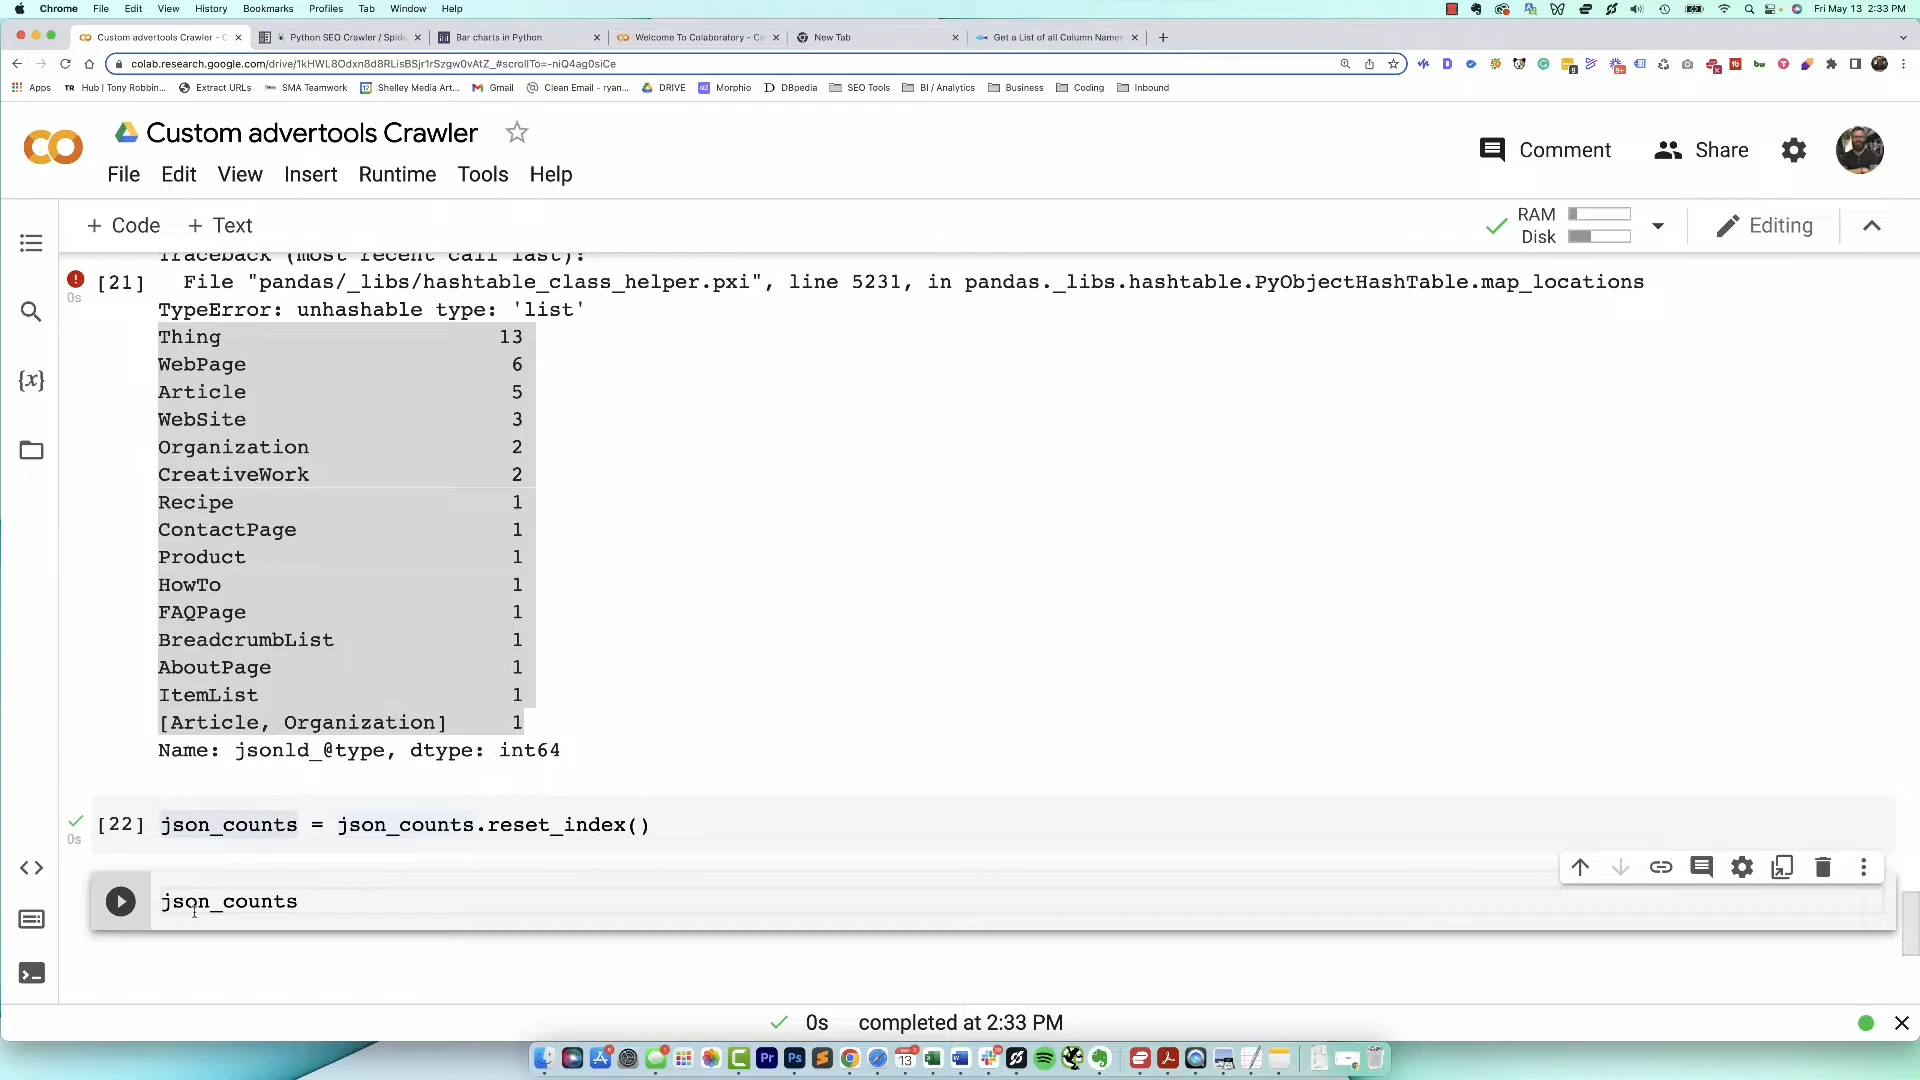 Chrome File Edit View History Bookmarks Profiles Tab Window Help Fri May 13 2:33 PM
Custom advertools Crawler - C Python SEO Crawler / Spide Bar charts in Python Welcome To Colaboratory - Co New Tab Get a List of all Column Names
colab.research.google.com/drive/1kHWL8Odxn8d8RLisBSjr1rSzgw0vAtZ_#scrollTo=-niQ4ag0siCe
Apps Hub | Tony Robbin... Extract URLs SMA Teamwork Shelley Media Art... Gmail Clean Email - ryan... DRIVE Morphio DBpedia SEO Tools BI / Analytics Business Coding Inbound
Custom advertools Crawler
Comment Share
File Edit View Insert Runtime Tools Help
+ Code + Text
RAM
Disk
Editing
Traceback (most recent call last):
[21] File "pandas/_libs/hashtable_class_helper.pxi", line 5231, in pandas._libs.hashtable.PyObjectHashTable.map_locations
0s
TypeError: unhashable type: 'list'
Thing 13
WebPage 6
Article 5
WebSite 3
Organization 2
CreativeWork 2
Recipe 1
ContactPage 1
Product 1
HowTo 1
FAQPage 1
BreadcrumbList 1
AboutPage 1
ItemList 1
[Article, Organization] 1
Name: jsonld_@type, dtype: int64
[22] json_counts = json_counts.reset_index()
0s
json_counts
0s completed at 2:33 PM